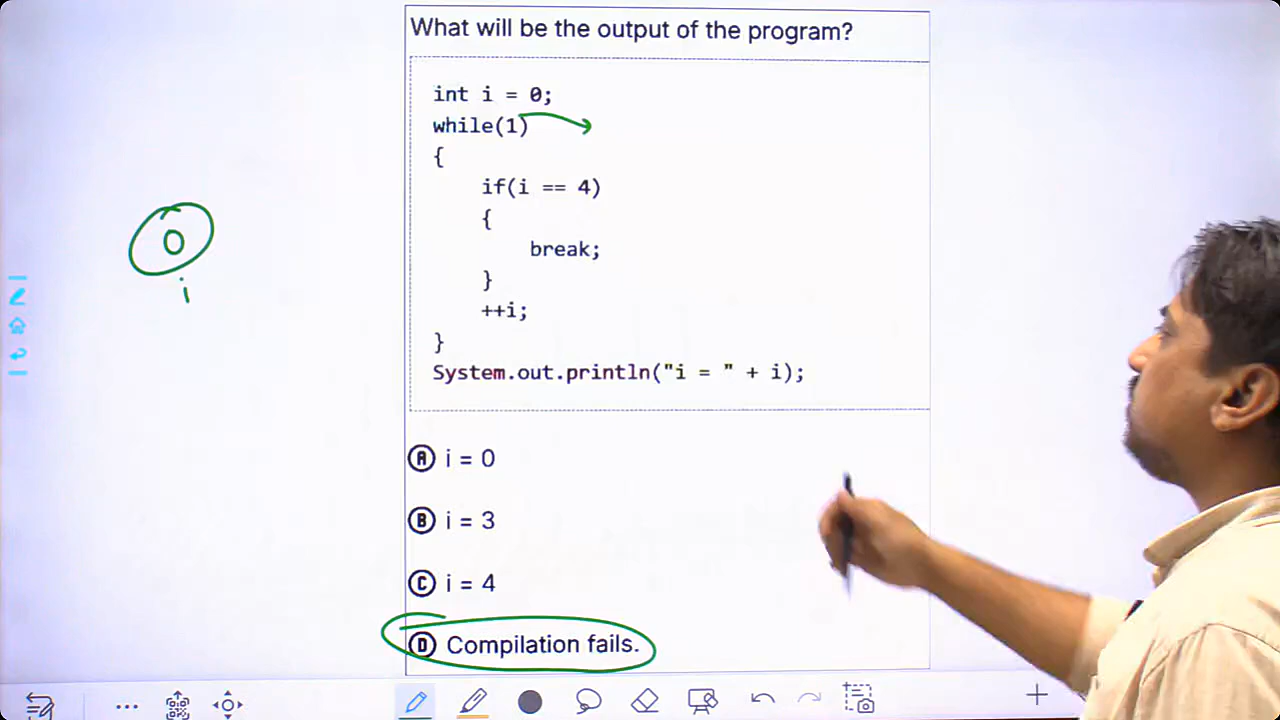 What will be the output of the program?
int i = 0;
while(1)
{
if(i == 4)
{
break;
}
++i;
}
System.out.println("i = " + i);
0
i
A i = 0
B i = 3
C i = 4
D Compilation fails.